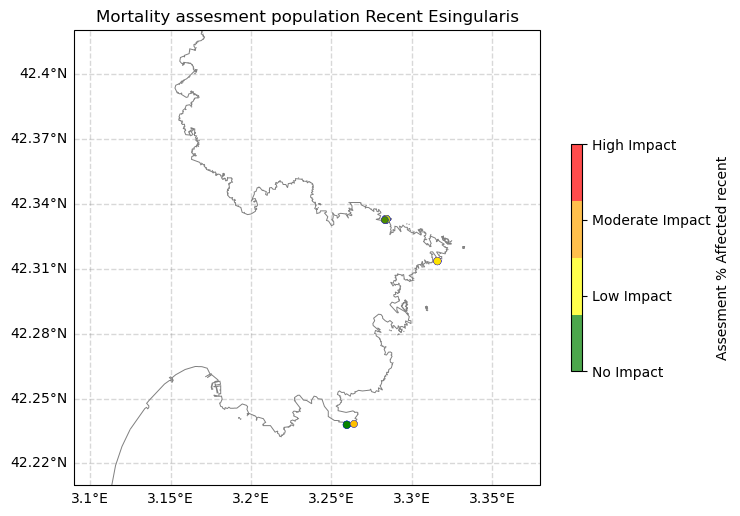 Mortality assesment population Recent Esingularis
42.4°N
42.37°N
42.34°N
42.31°N
42.28°N
42.25°N
42.22°N
3.1°E
3.15°E
3.2°E
3.25°E
3.3°E
3.35°E
High Impact
Moderate Impact
Low Impact
No Impact
Assesment % Affected recent